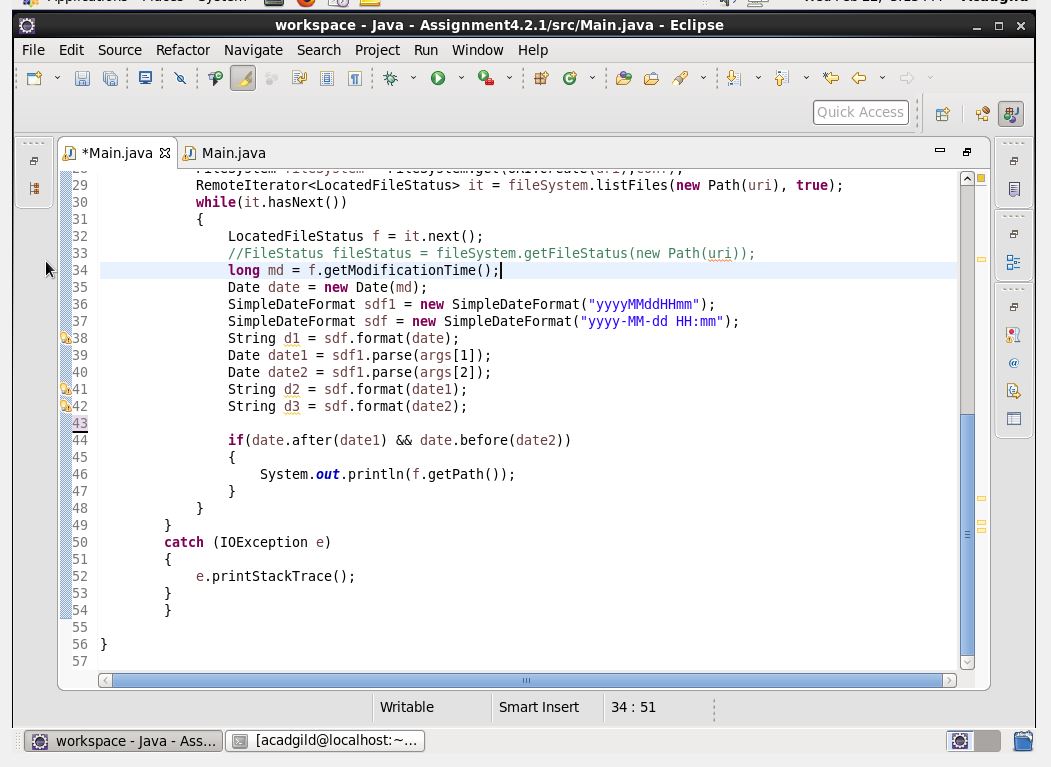 workspace - Java - Assignment4.2.1/src/Main.java - Eclipse
File Edit Source Refactor Navigate Search Project Run Window Help
Quick Access
*Main.java Main.java
29 RemoteIterator<LocatedFileStatus> it = fileSystem.listFiles(new Path(uri), true);
30 while(it.hasNext())
31 {
32 LocatedFileStatus f = it.next();
33 //FileStatus fileStatus = fileSystem.getFileStatus(new Path(uri));
34 long md = f.getModificationTime();
35 Date date = new Date(md);
36 SimpleDateFormat sdf1 = new SimpleDateFormat("yyyyMMddHHmm");
37 SimpleDateFormat sdf = new SimpleDateFormat("yyyy-MM-dd HH:mm");
38 String d1 = sdf.format(date);
39 Date date1 = sdf1.parse(args[1]);
40 Date date2 = sdf1.parse(args[2]);
41 String d2 = sdf.format(date1);
42 String d3 = sdf.format(date2);
43
44 if(date.after(date1) && date.before(date2))
45 {
46 System.out.println(f.getPath());
47 }
48 }
49 }
50 catch (IOException e)
51 {
52 e.printStackTrace();
53 }
54 }
55
56 }
57
Writable Smart Insert 34 : 51
workspace - Java - Ass... [acadgild@localhost:~...